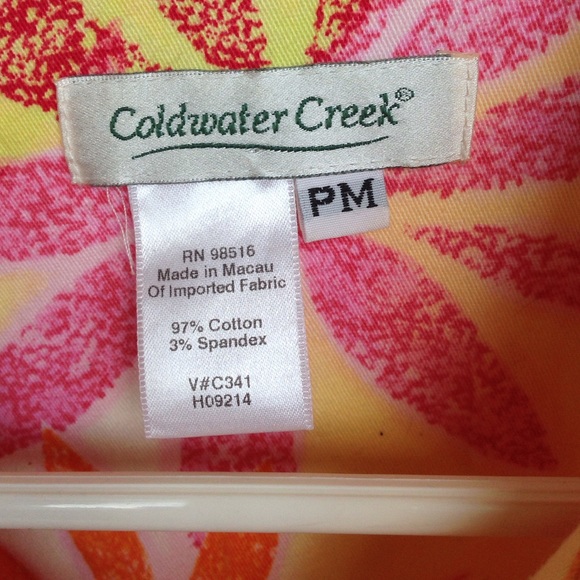 Coldwater Creek®
PM
RN 98516
Made in Macau
Of Imported Fabric
97% Cotton
3% Spandex
V#C341
H09214